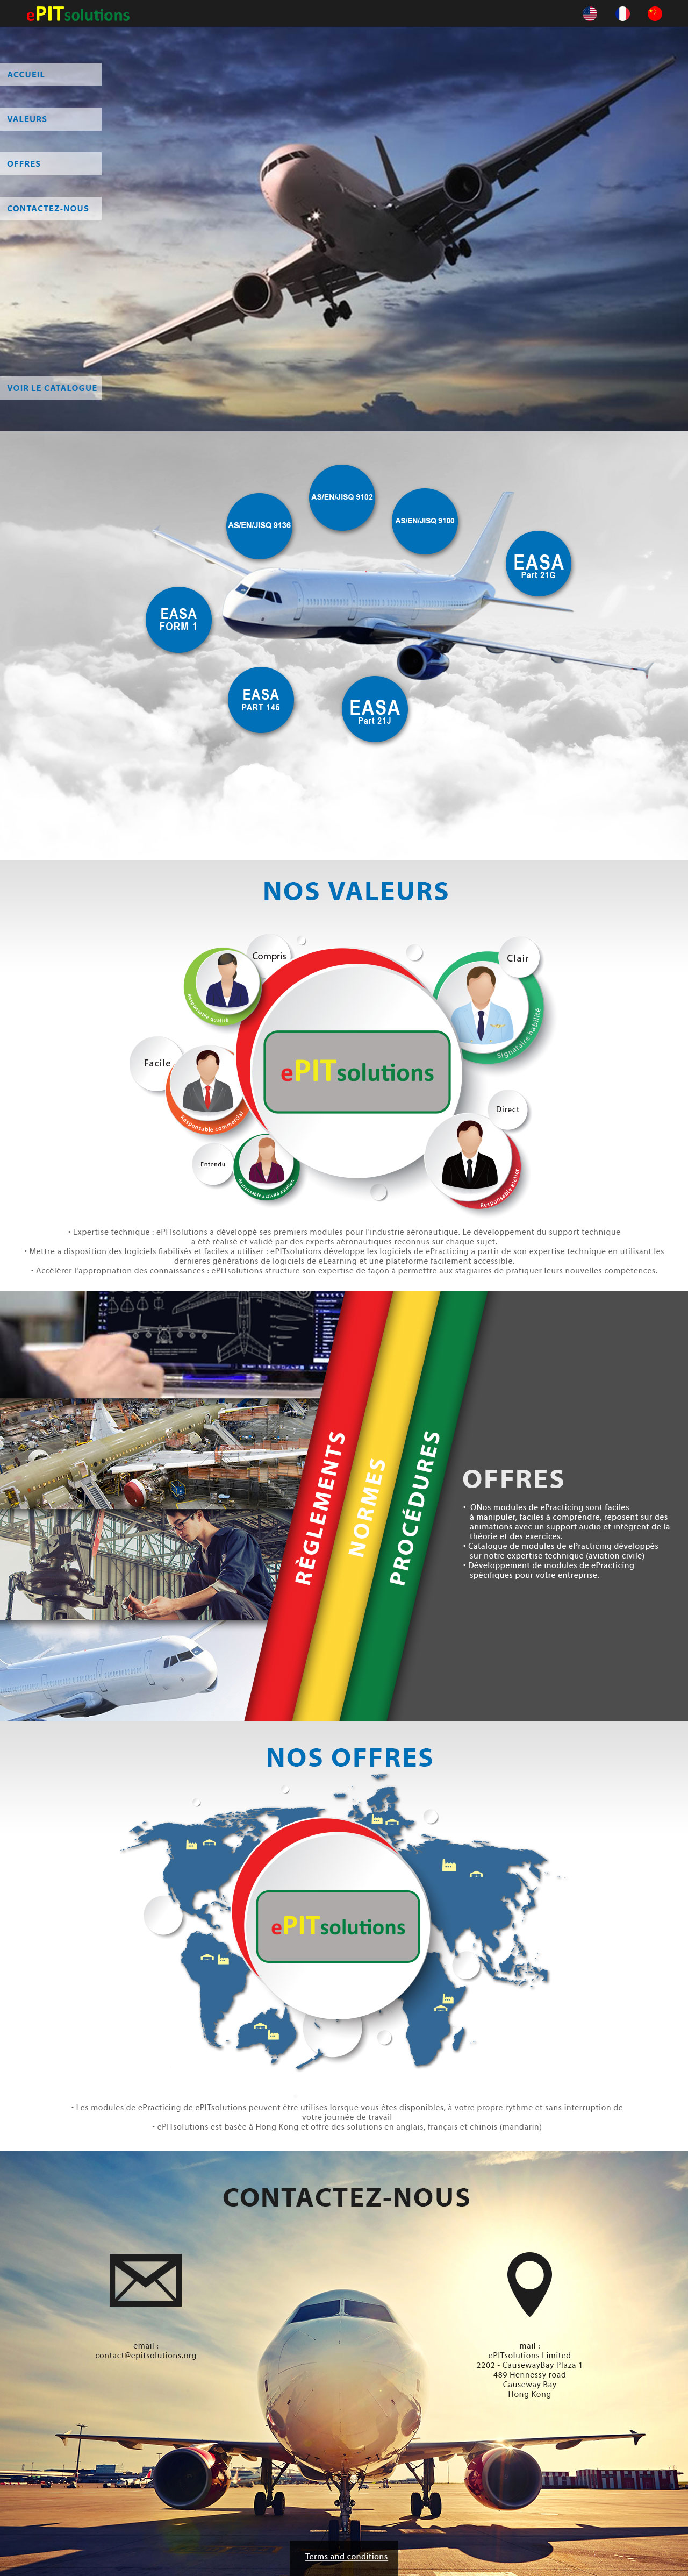 ePITsolutions
ACCUEIL
VALEURS
OFFRES
CONTACTEZ-NOUS
VOIR LE CATALOGUE
AS/EN/JISQ 9102
AS/EN/JISQ 9136
AS/EN/JISQ 9100
EASA
Part 21G
EASA
FORM 1
EASA
PART 145
EASA
Part 21J
NOS VALEURS
Compris
Clair
Responsable qualité
Signataire habilité
Facile
Responsable commercial
ePITsolutions
Direct
Entendu
Responsable activité aviation
Responsable atelier
• Expertise technique : ePITsolutions a développé ses premiers modules pour l'industrie aéronautique. Le développement du support technique
a été réalisé et validé par des experts aéronautiques reconnus sur chaque sujet.
• Mettre a disposition des logiciels fiabilisés et faciles a utiliser : ePITsolutions développe les logiciels de ePracticing a partir de son expertise technique en utilisant les
dernières générations de logiciels de eLearning et une plateforme facilement accessible.
• Accélérer l'appropriation des connaissances : ePITsolutions structure son expertise de façon à permettre aux stagiaires de pratiquer leurs nouvelles compétences.
RÈGLEMENTS
NORMES
PROCÉDURES
OFFRES
• ONos modules de ePracticing sont faciles
à manipuler, faciles à comprendre, reposent sur des
animations avec un support audio et intègrent de la
théorie et des exercices.
• Catalogue de modules de ePracticing développés
sur notre expertise technique (aviation civile)
• Développement de modules de ePracticing
spécifiques pour votre entreprise.
NOS OFFRES
ePITsolutions
• Les modules de ePracticing de ePITsolutions peuvent être utilises lorsque vous êtes disponibles, à votre propre rythme et sans interruption de
votre journée de travail
• ePITsolutions est basée à Hong Kong et offre des solutions en anglais, français et chinois (mandarin)
CONTACTEZ-NOUS
email :
contact@epitsolutions.org
mail :
ePITsolutions Limited
2202 - CausewayBay Plaza 1
489 Hennessy road
Causeway Bay
Hong Kong
Terms and conditions